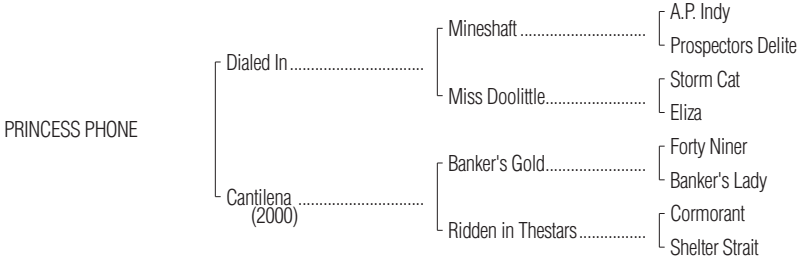 A.P. Indy
Mineshaft
Prospectors Delite
Dialed In
Storm Cat
Miss Doolittle
Eliza
PRINCESS PHONE
Forty Niner
Banker's Gold
Banker's Lady
Cantilena
(2000)
Cormorant
Ridden in Thestars
Shelter Strait